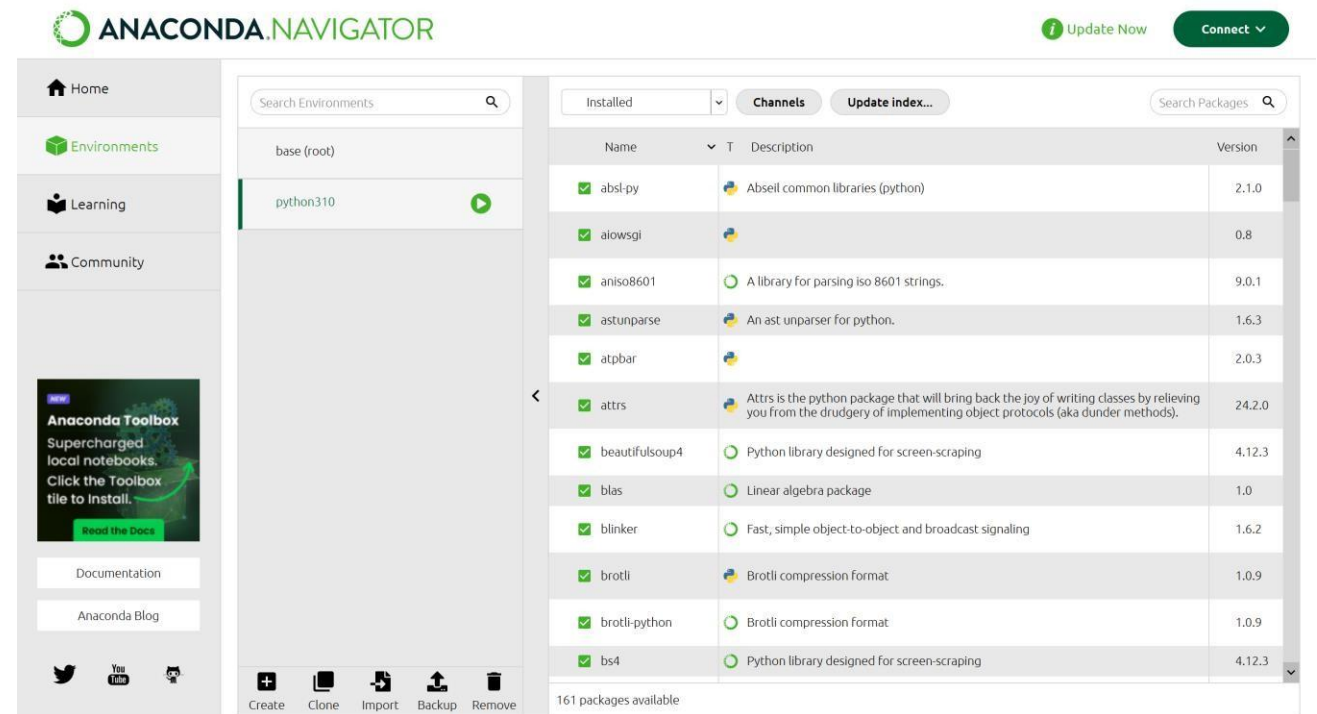 ANACONDA.NAVIGATOR
i Update Now
Connect
Home
Environments
Learning
Community
NEW
Anaconda Toolbox
Supercharged
local notebooks.
Click the Toolbox
tile to Install.
Read the Docs
Documentation
Anaconda Blog
You
Tube
Search Environments
base (root)
python310
Create Clone Import Backup Remove
Installed Channels Update index... Search Packages
Name T Description Version
absl-py Abseil common libraries (python) 2.1.0
aiowsgi 0.8
aniso8601 A library for parsing iso 8601 strings. 9.0.1
astunparse An ast unparser for python. 1.6.3
atpbar 2.0.3
attrs Attrs is the python package that will bring back the joy of writing classes by relieving
you from the drudgery of implementing object protocols (aka dunder methods). 24.2.0
beautifulsoup4 Python library designed for screen-scraping 4.12.3
blas Linear algebra package 1.0
blinker Fast, simple object-to-object and broadcast signaling 1.6.2
brotli Brotli compression format 1.0.9
brotli-python Brotli compression format 1.0.9
bs4 Python library designed for screen-scraping 4.12.3
161 packages available